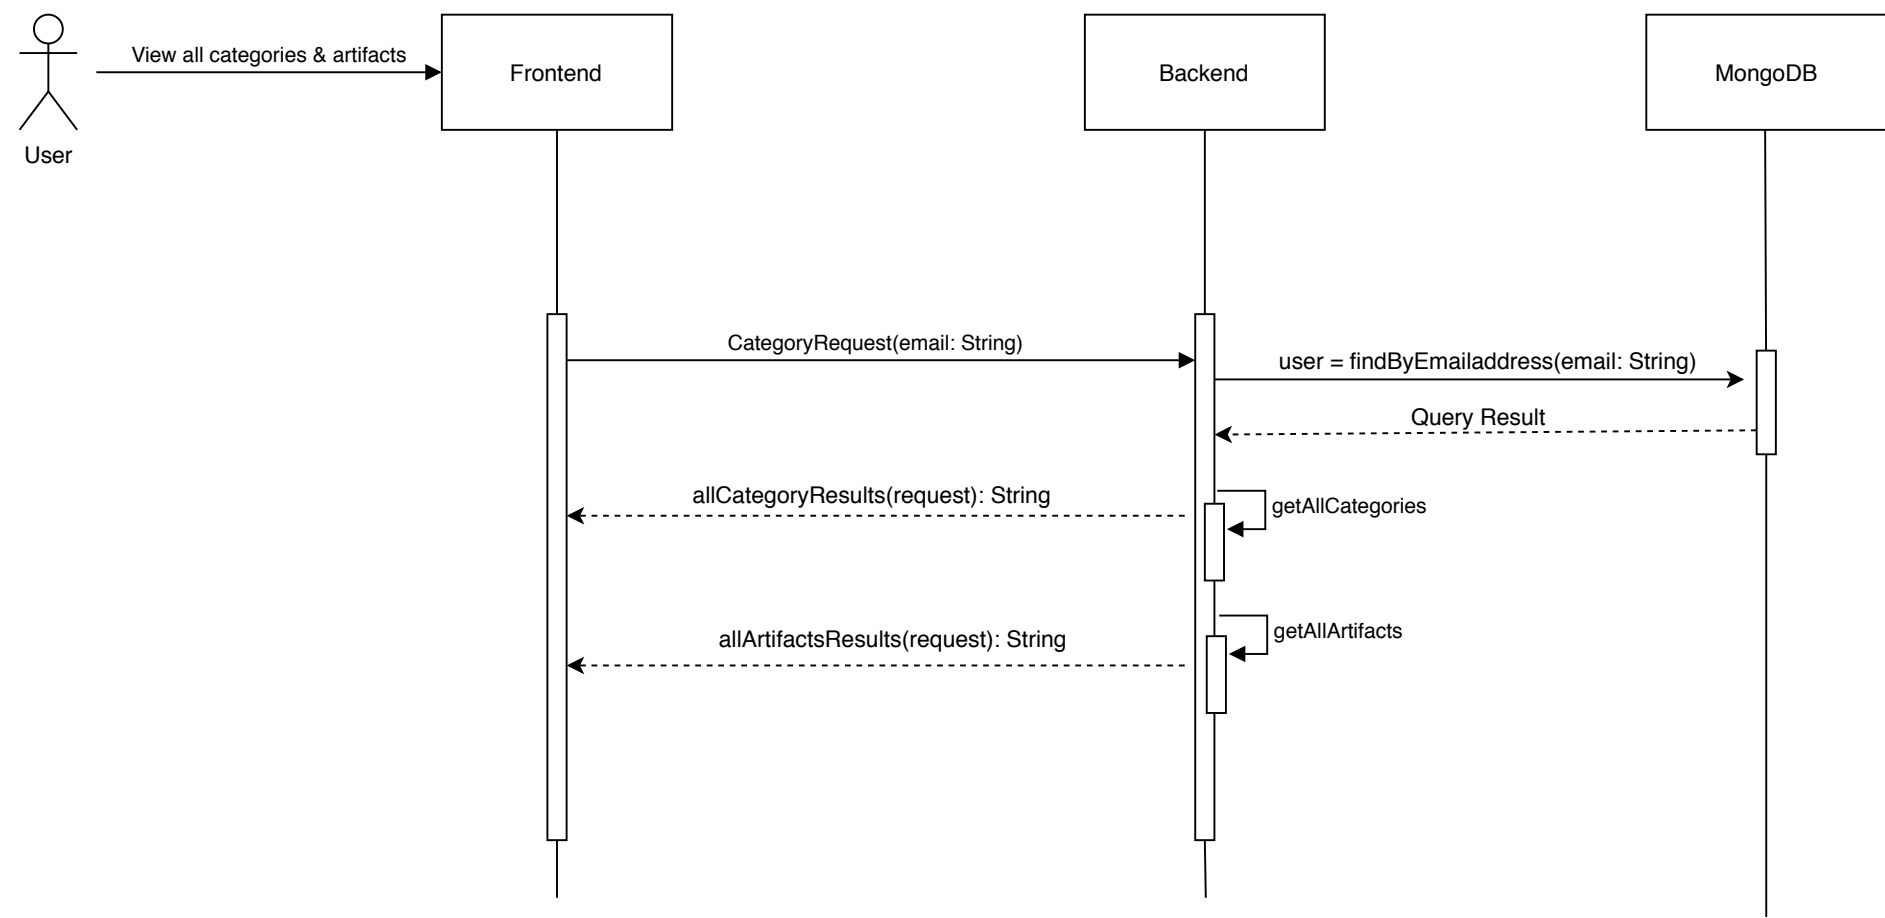 View all categories & artifacts
User
Frontend
Backend
MongoDB
CategoryRequest(email: String)
user = findByEmailaddress(email: String)
Query Result
allCategoryResults(request): String
getAllCategories
allArtifactsResults(request): String
getAllArtifacts